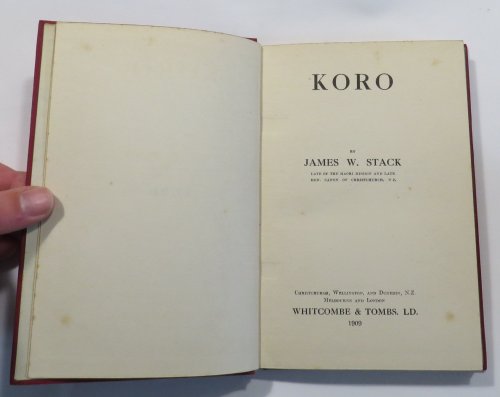 KORO
BY
JAMES W. STACK
LATE OF THE MAORI MISSION AND LATE
HON. CANON OF CHRISTCHURCH, N.Z.
CHRISTCHURCH, WELLINGTON, AND DUNEDIN, N.Z
MELBOURNE AND LONDON
WHITCOMBE & TOMBS. LD.
1909